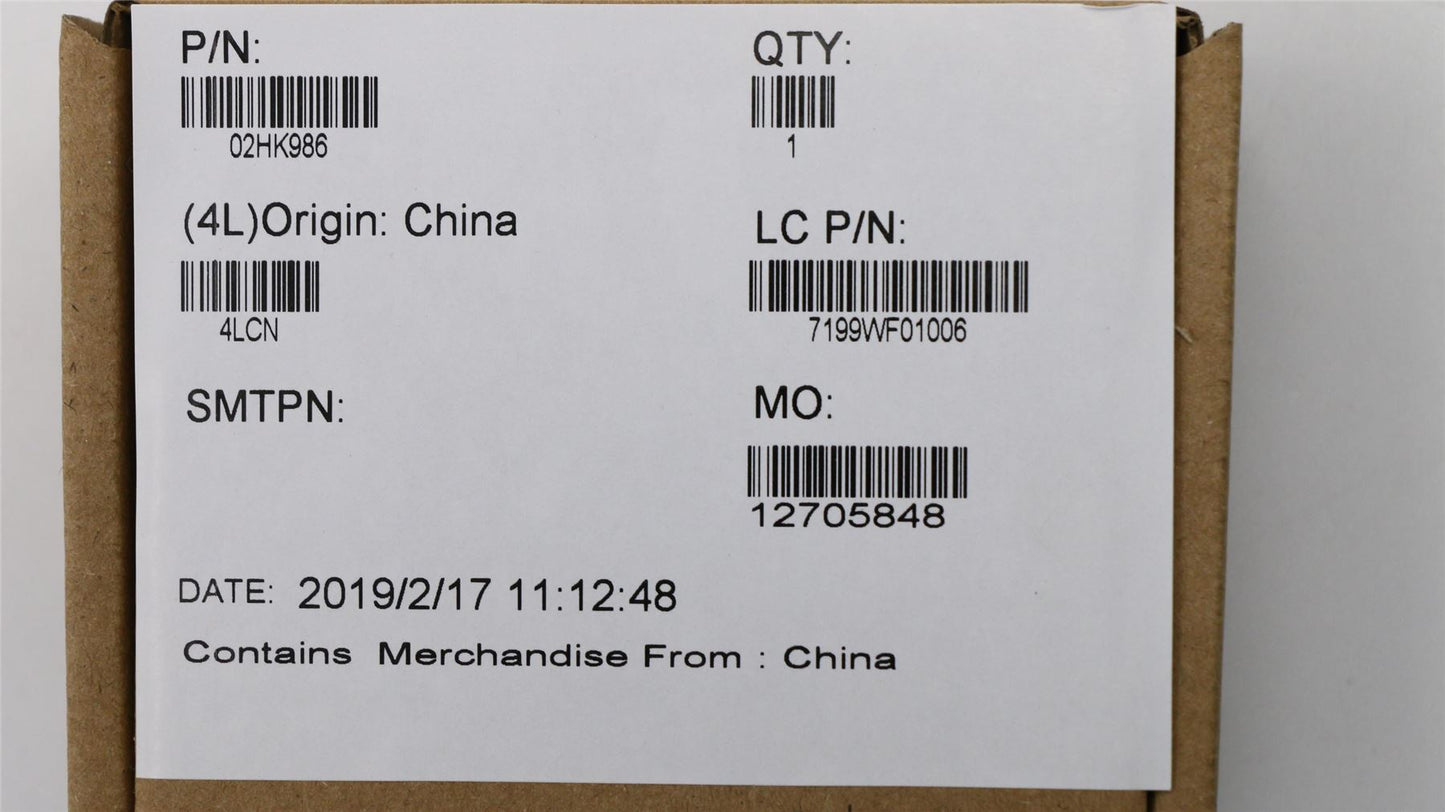 P/N:
02HK986
QTY:
1
(4L)Origin: China
4LCN
LC P/N:
7199WF01006
SMTPN:
MO:
12705848
DATE: 2019/2/17 11:12:48
Contains Merchandise From : China